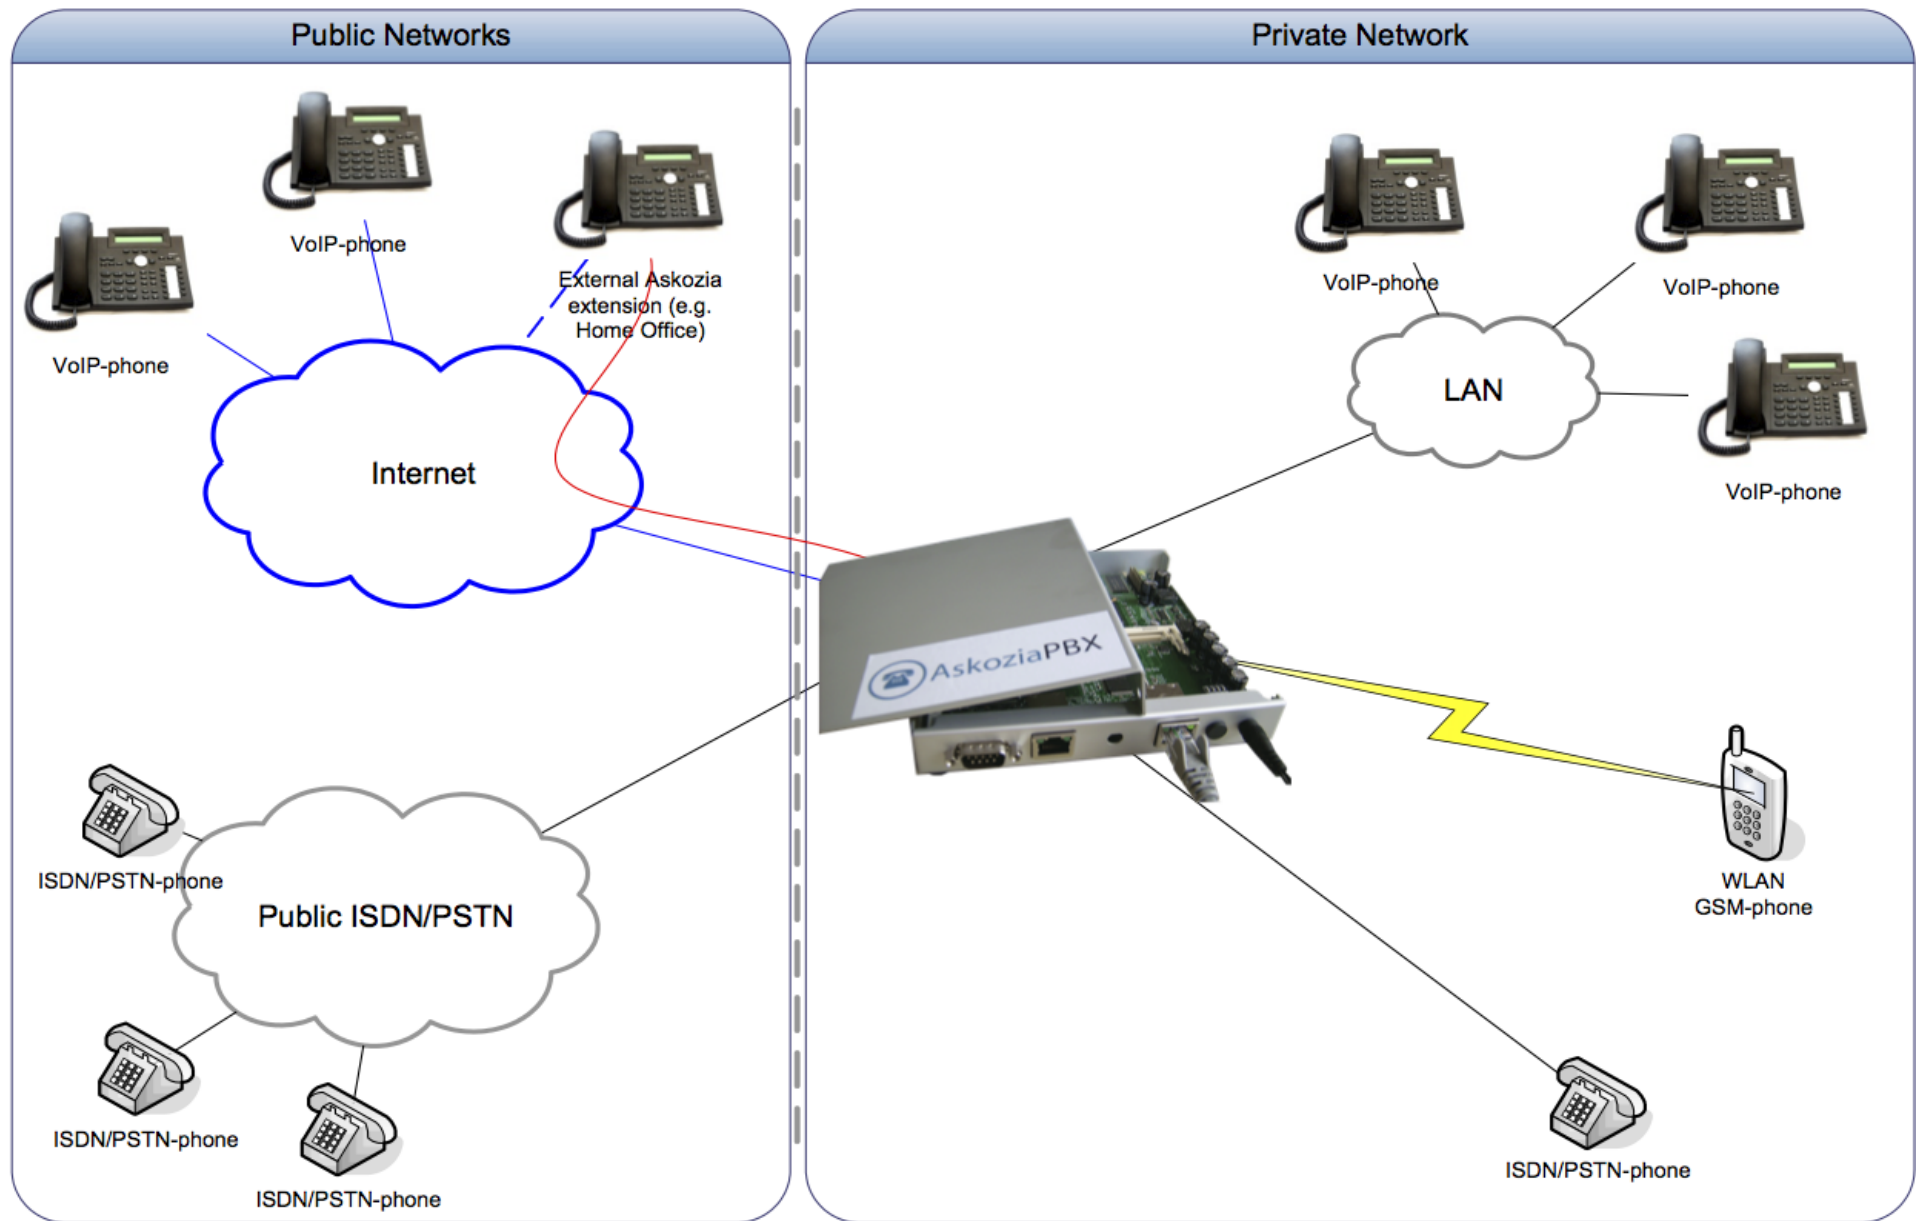 Public Networks
Private Network
VoIP-phone
VoIP-phone
External Askozia
extension (e.g.
Home Office)
VoIP-phone
VoIP-phone
VoIP-phone
Internet
LAN
AskoziaPBX
ISDN/PSTN-phone
Public ISDN/PSTN
ISDN/PSTN-phone
ISDN/PSTN-phone
WLAN
GSM-phone
ISDN/PSTN-phone